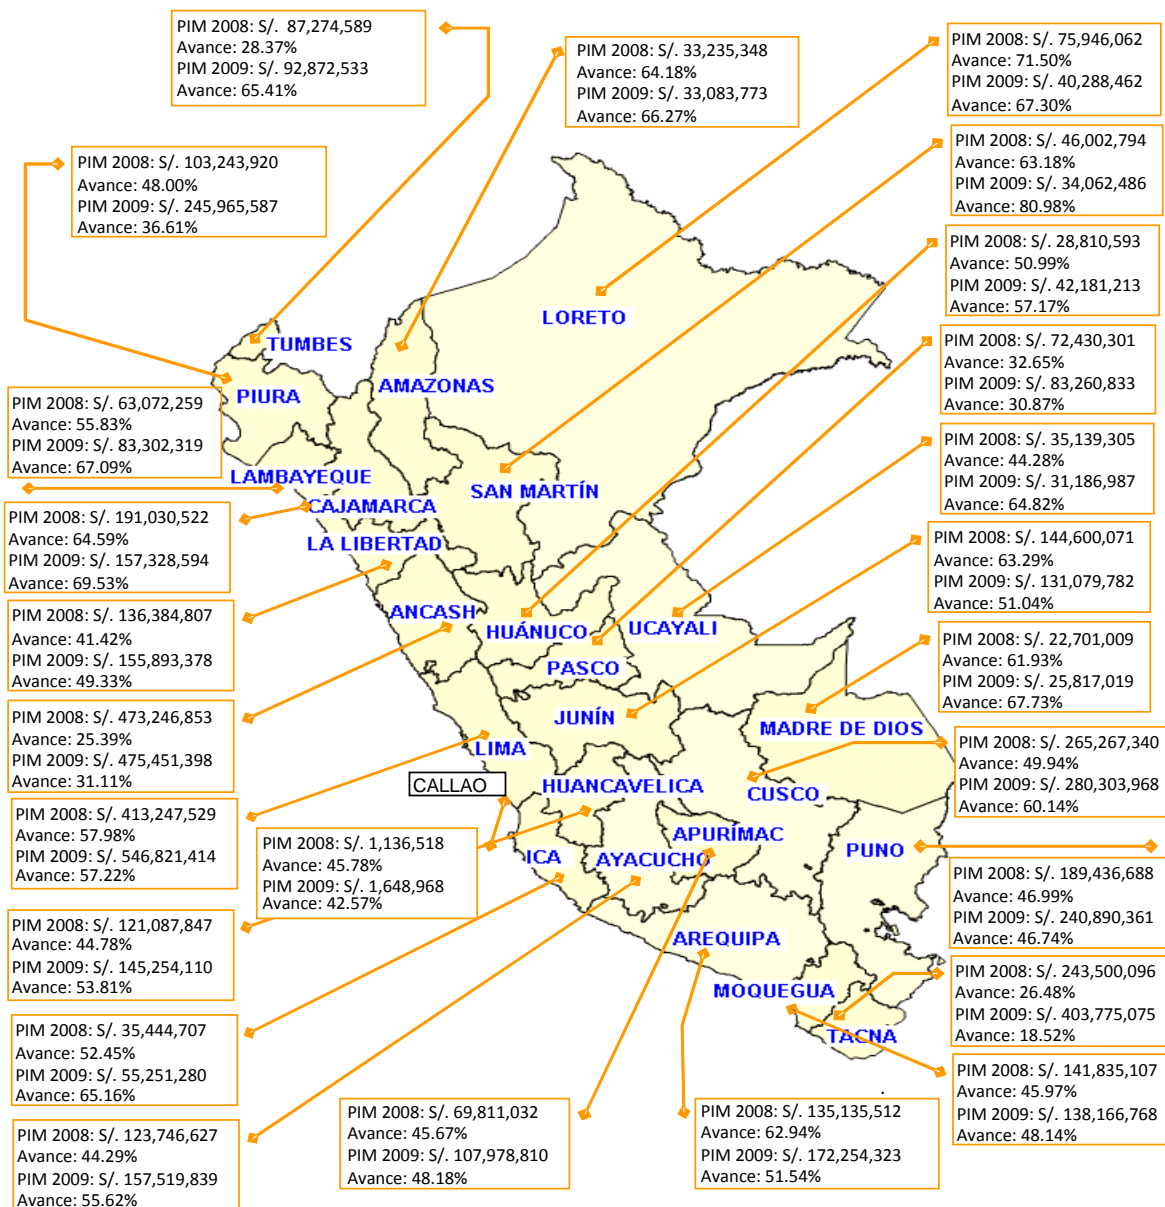 PIM 2008: S/. 87,274,589
Avance: 28.37%
PIM 2009: S/. 92,872,533
Avance: 65.41%
PIM 2008: S/. 33,235,348
Avance: 64.18%
PIM 2009: S/. 33,083,773
Avance: 66.27%
PIM 2008: S/. 75,946,062
Avance: 71.50%
PIM 2009: S/. 40,288,462
Avance: 67.30%
PIM 2008: S/. 103,243,920
Avance: 48.00%
PIM 2009: S/. 245,965,587
Avance: 36.61%
PIM 2008: S/. 46,002,794
Avance: 63.18%
PIM 2009: S/. 34,062,486
Avance: 80.98%
PIM 2008: S/. 28,810,593
Avance: 50.99%
PIM 2009: S/. 42,181,213
Avance: 57.17%
PIM 2008: S/. 72,430,301
Avance: 32.65%
PIM 2009: S/. 83,260,833
Avance: 30.87%
PIM 2008: S/. 63,072,259
Avance: 55.83%
PIM 2009: S/. 83,302,319
Avance: 67.09%
PIM 2008: S/. 35,139,305
Avance: 44.28%
PIM 2009: S/. 31,186,987
Avance: 64.82%
PIM 2008: S/. 191,030,522
Avance: 64.59%
PIM 2009: S/. 157,328,594
Avance: 69.53%
PIM 2008: S/. 144,600,071
Avance: 63.29%
PIM 2009: S/. 131,079,782
Avance: 51.04%
PIM 2008: S/. 136,384,807
Avance: 41.42%
PIM 2009: S/. 155,893,378
Avance: 49.33%
PIM 2008: S/. 22,701,009
Avance: 61.93%
PIM 2009: S/. 25,817,019
Avance: 67.73%
PIM 2008: S/. 473,246,853
Avance: 25.39%
PIM 2009: S/. 475,451,398
Avance: 31.11%
PIM 2008: S/. 265,267,340
Avance: 49.94%
PIM 2009: S/. 280,303,968
Avance: 60.14%
PIM 2008: S/. 413,247,529
Avance: 57.98%
PIM 2009: S/. 546,821,414
Avance: 57.22%
PIM 2008: S/. 1,136,518
Avance: 45.78%
PIM 2009: S/. 1,648,968
Avance: 42.57%
PIM 2008: S/. 189,436,688
Avance: 46.99%
PIM 2009: S/. 240,890,361
Avance: 46.74%
PIM 2008: S/. 121,087,847
Avance: 44.78%
PIM 2009: S/. 145,254,110
Avance: 53.81%
PIM 2008: S/. 243,500,096
Avance: 26.48%
PIM 2009: S/. 403,775,075
Avance: 18.52%
PIM 2008: S/. 35,444,707
Avance: 52.45%
PIM 2009: S/. 55,251,280
Avance: 65.16%
PIM 2008: S/. 141,835,107
Avance: 45.97%
PIM 2009: S/. 138,166,768
Avance: 48.14%
PIM 2008: S/. 123,746,627
Avance: 44.29%
PIM 2009: S/. 157,519,839
Avance: 55.62%
PIM 2008: S/. 69,811,032
Avance: 45.67%
PIM 2009: S/. 107,978,810
Avance: 48.18%
PIM 2008: S/. 135,135,512
Avance: 62.94%
PIM 2009: S/. 172,254,323
Avance: 51.54%
LORETO
TUMBES
AMAZONAS
PIURA
LAMBAYEQUE
SAN MARTÍN
CAJAMARCA
LA LIBERTAD
ANCASH
HUÁNUCO
UCAYALI
PASCO
JUNÍN
MADRE DE DIOS
LIMA
CALLAO
HUANCAVELICA
CUSCO
APURÍMAC
ICA
AYACUCHO
PUNO
AREQUIPA
MOQUEGUA
TACNA